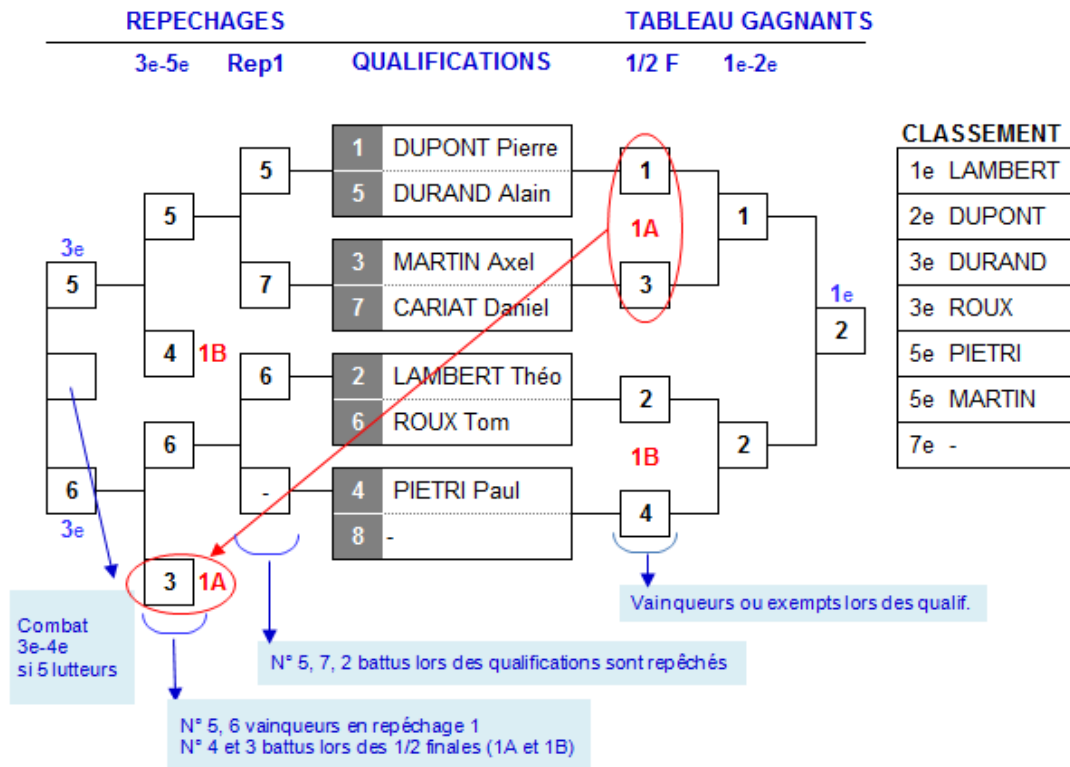 REPECHAGES
TABLEAU GAGNANTS
3e-5e Rep1 QUALIFICATIONS 1/2 F 1e-2e
1 DUPONT Pierre
5 DURAND Alain
3 MARTIN Axel
7 CARIAT Daniel
2 LAMBERT Théo
6 ROUX Tom
4 PIETRI Paul
8 -
5
7
6
-
5
4 1B
6
3 1A
3e
5
6
3e
1
1A
3
2
1B
4
1
2
1e
2
CLASSEMENT
1e LAMBERT
2e DUPONT
3e DURAND
3e ROUX
5e PIETRI
5e MARTIN
7e -
Vainqueurs ou exempts lors des qualif.
N° 5, 7, 2 battus lors des qualifications sont repêchés
Combat
3e-4e
si 5 lutteurs
N° 5, 6 vainqueurs en repéchage 1
N° 4 et 3 battus lors des 1/2 finales (1A et 1B)